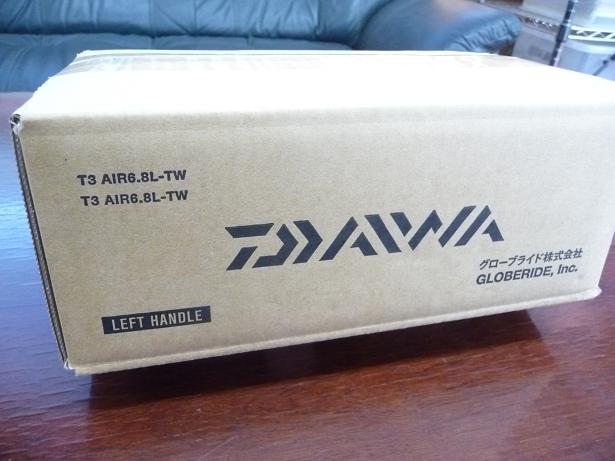 T3 AIR6.8L-TW
T3 AIR6.8L-TW
DAIWA
グローブライド株式会社
GLOBERIDE, Inc.
LEFT HANDLE